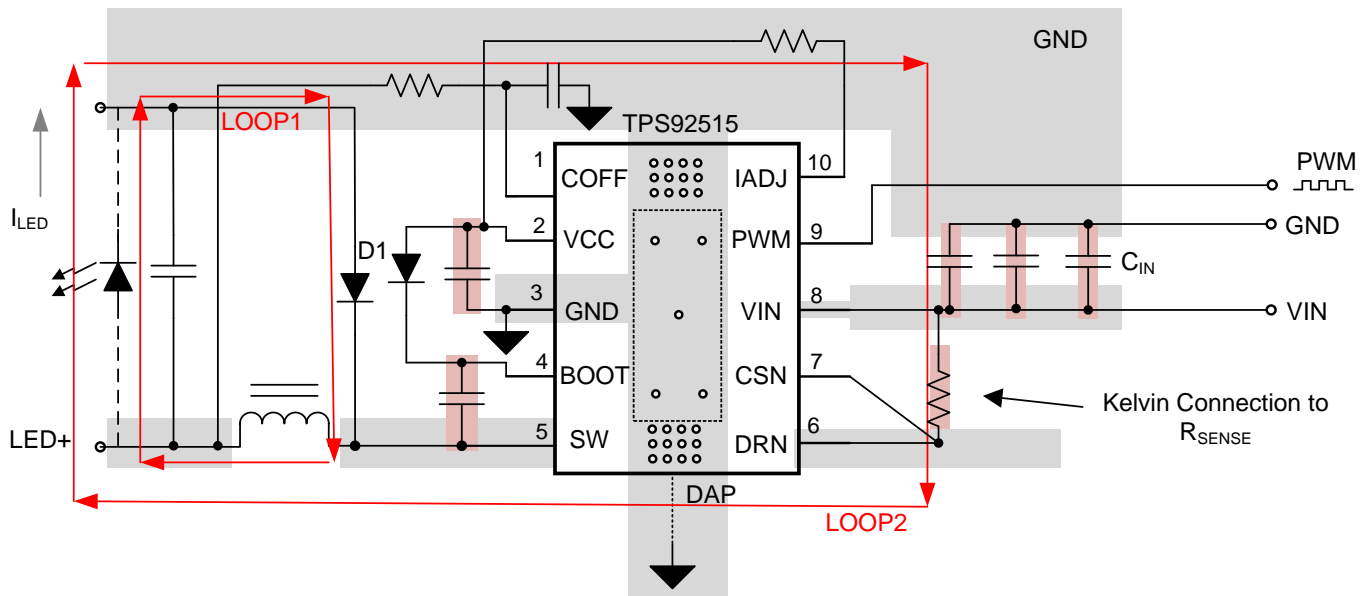 GND
LOOP1
TPS92515
1
10
COFF
IADJ
PWM
I_LED
2
9
VCC
PWM
GND
D1
C_IN
3
8
GND
VIN
VIN
4
7
BOOT
CSN
Kelvin Connection to
R_SENSE
LED+
5
6
SW
DRN
DAP
LOOP2